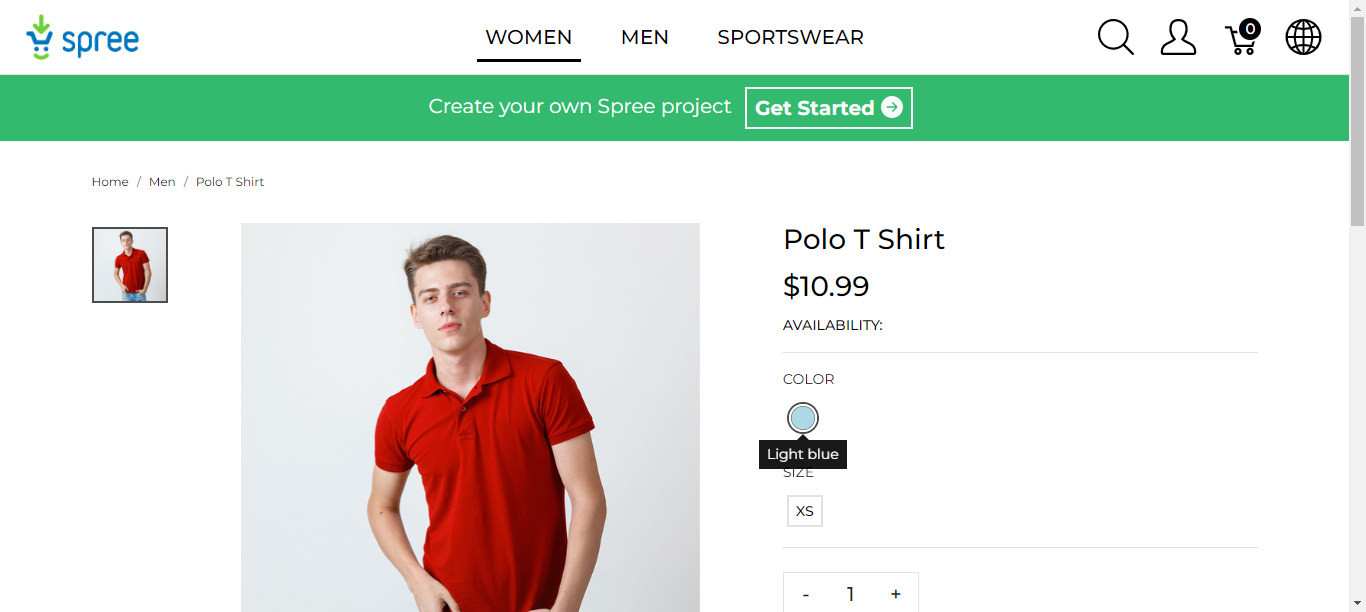 spree
WOMEN
MEN
SPORTSWEAR
0
Create your own Spree project
Get Started
Home / Men / Polo T Shirt
Polo T Shirt
$10.99
AVAILABILITY:
COLOR
Light blue
SIZE
XS
- 1 +